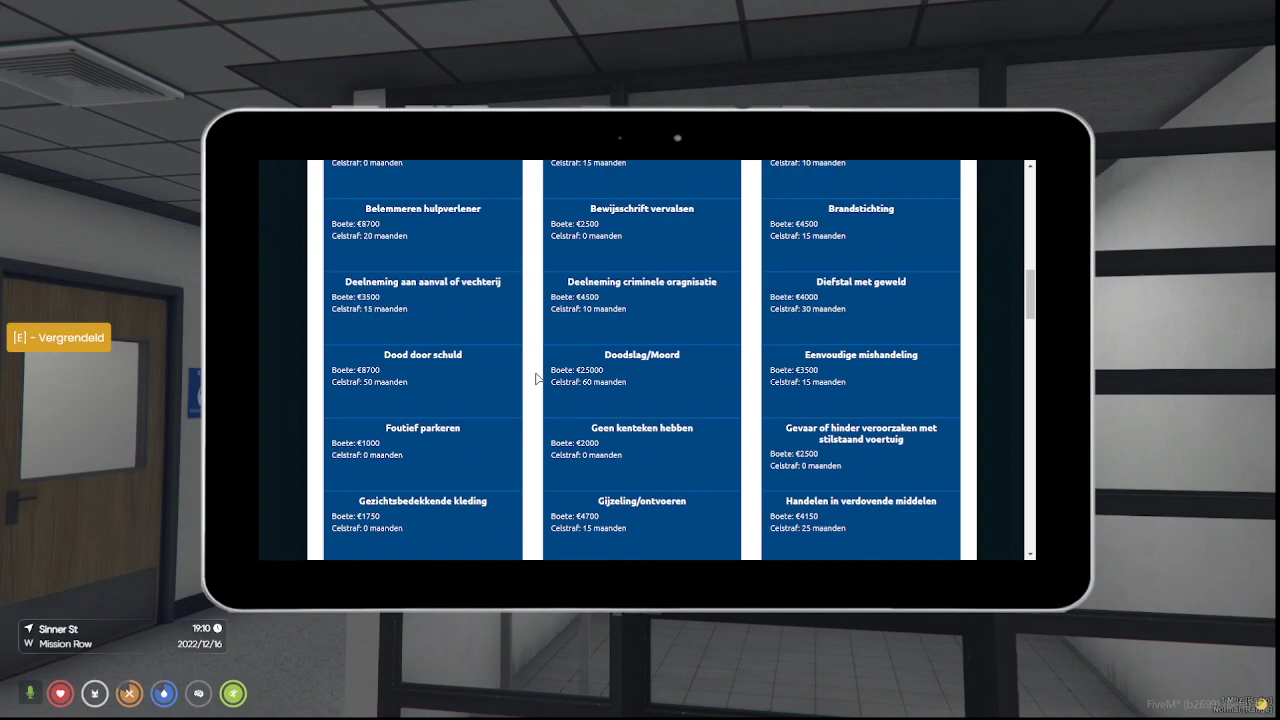 Celstraf: 0 maanden
Celstraf: 15 maanden
Celstraf: 10 maanden
Belemmeren hulpverlener
Boete: €8700
Celstraf: 20 maanden
Bewijsschrift vervalsen
Boete: €2500
Celstraf: 0 maanden
Brandstichting
Boete: €4500
Celstraf: 15 maanden
Deelneming aan aanval of vechterij
Boete: €3500
Celstraf: 15 maanden
Deelneming criminele oragnisatie
Boete: €4500
Celstraf: 10 maanden
Diefstal met geweld
Boete: €4000
Celstraf: 30 maanden
Dood door schuld
Boete: €8700
Celstraf: 50 maanden
Doodslag/Moord
Boete: €25000
Celstraf: 60 maanden
Eenvoudige mishandeling
Boete: €3500
Celstraf: 15 maanden
Foutief parkeren
Boete: €1000
Celstraf: 0 maanden
Geen kenteken hebben
Boete: €2000
Celstraf: 0 maanden
Gevaar of hinder veroorzaken met
stilstaand voertuig
Boete: €2500
Celstraf: 0 maanden
Gezichtsbedekkende kleding
Boete: €1750
Celstraf: 0 maanden
Gijzeling/ontvoeren
Boete: €4700
Celstraf: 15 maanden
Handelen in verdovende middelen
Boete: €4150
Celstraf: 25 maanden
[E] - Vergrendeld
Sinner St
19:10
W Mission Row
2022/12/16
FiveM*